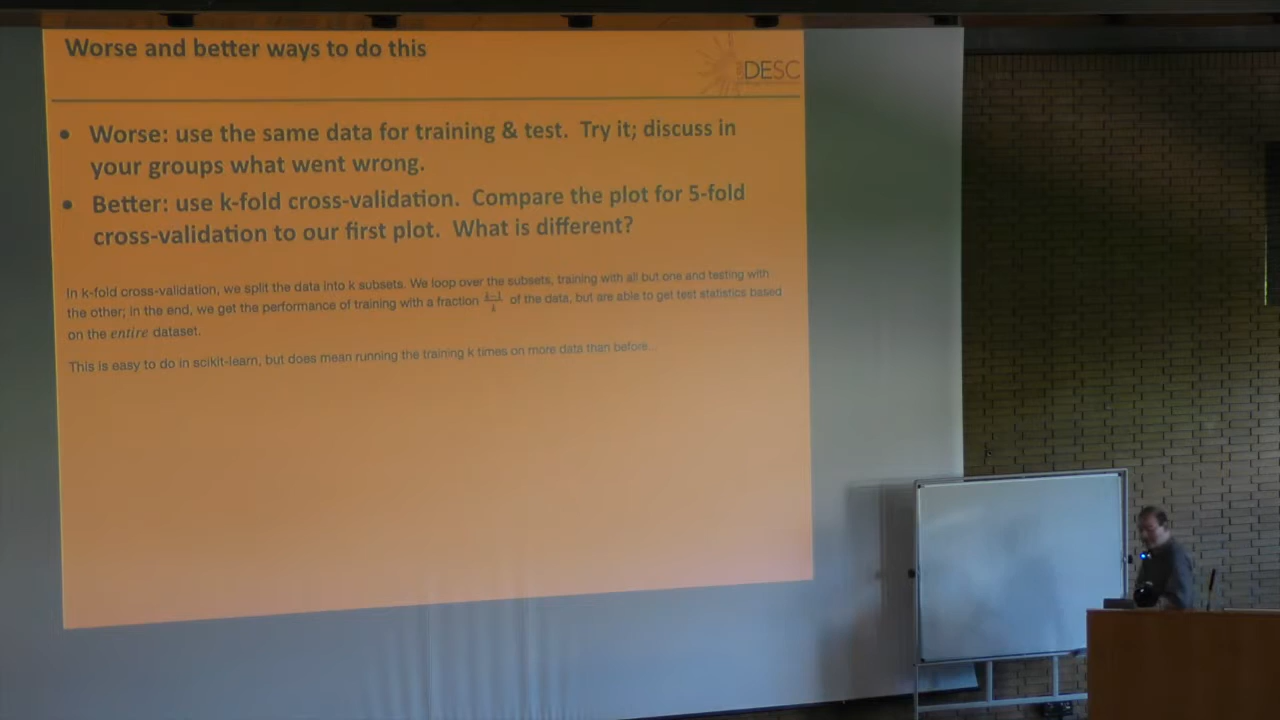 Worse and better ways to do this
DESC
• Worse: use the same data for training & test. Try it; discuss in
your groups what went wrong.
• Better: use k-fold cross-validation. Compare the plot for 5-fold
cross-validation to our first plot. What is different?
In k-fold cross-validation, we split the data into k subsets. We loop over the subsets, training with all but one and testing with
the other; in the end, we get the performance of training with a fraction k−1/k of the data, but are able to get test statistics based
on the entire dataset.
This is easy to do in scikit-learn, but does mean running the training k times on more data than before...